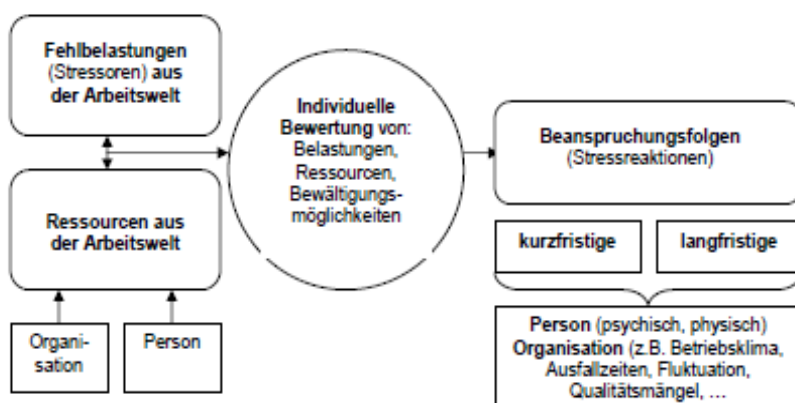 Fehlbelastungen
(Stressoren) aus
der Arbeitswelt
Ressourcen aus
der Arbeitswelt
Organi-
sation
Person
Individuelle
Bewertung von:
Belastungen,
Ressourcen,
Bewältigungs-
möglichkeiten
Beanspruchungsfolgen
(Stressreaktionen)
kurzfristige
langfristige
Person (psychisch, physisch)
Organisation (z.B. Betriebsklima,
Ausfallzeiten, Fluktuation,
Qualitätsmängel, ...